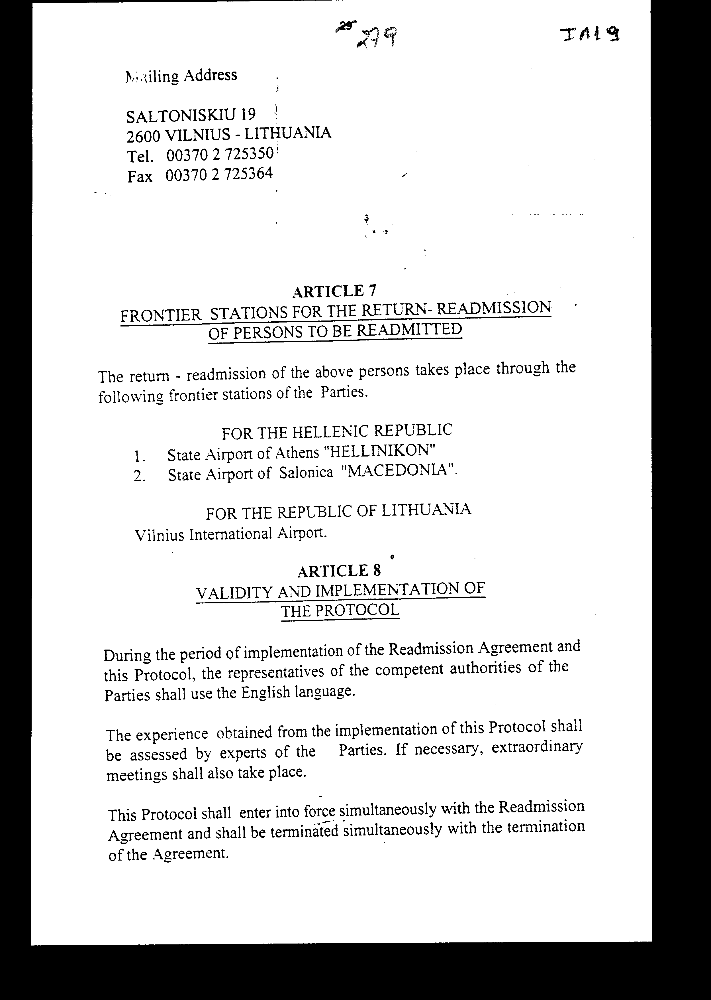 29 279 IA19
Mailing Address
SALTONISKIU 19
2600 VILNIUS - LITHUANIA
Tel. 00370 2 725350
Fax 00370 2 725364
ARTICLE 7
FRONTIER STATIONS FOR THE RETURN- READMISSION
OF PERSONS TO BE READMITTED
The return - readmission of the above persons takes place through the
following frontier stations of the Parties.
FOR THE HELLENIC REPUBLIC
1. State Airport of Athens "HELLINIKON"
2. State Airport of Salonica "MACEDONIA".
FOR THE REPUBLIC OF LITHUANIA
Vilnius International Airport.
ARTICLE 8
VALIDITY AND IMPLEMENTATION OF
THE PROTOCOL
During the period of implementation of the Readmission Agreement and
this Protocol, the representatives of the competent authorities of the
Parties shall use the English language.
The experience obtained from the implementation of this Protocol shall
be assessed by experts of the Parties. If necessary, extraordinary
meetings shall also take place.
This Protocol shall enter into force simultaneously with the Readmission
Agreement and shall be terminated simultaneously with the termination
of the Agreement.